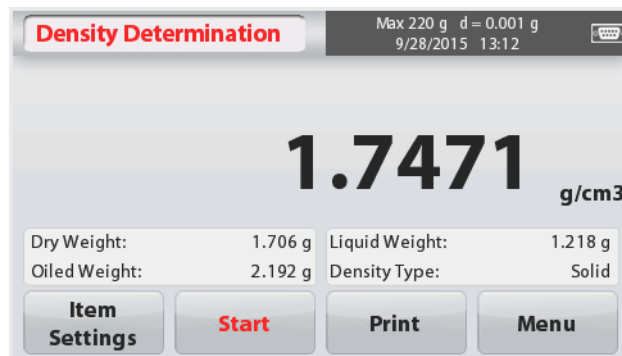 Density Determination
Max 220 g d = 0.001 g
9/28/2015 13:12
1.7471 g/cm3
Dry Weight: 1.706 g Liquid Weight: 1.218 g
Oiled Weight: 2.192 g Density Type: Solid
Item Settings
Start
Print
Menu